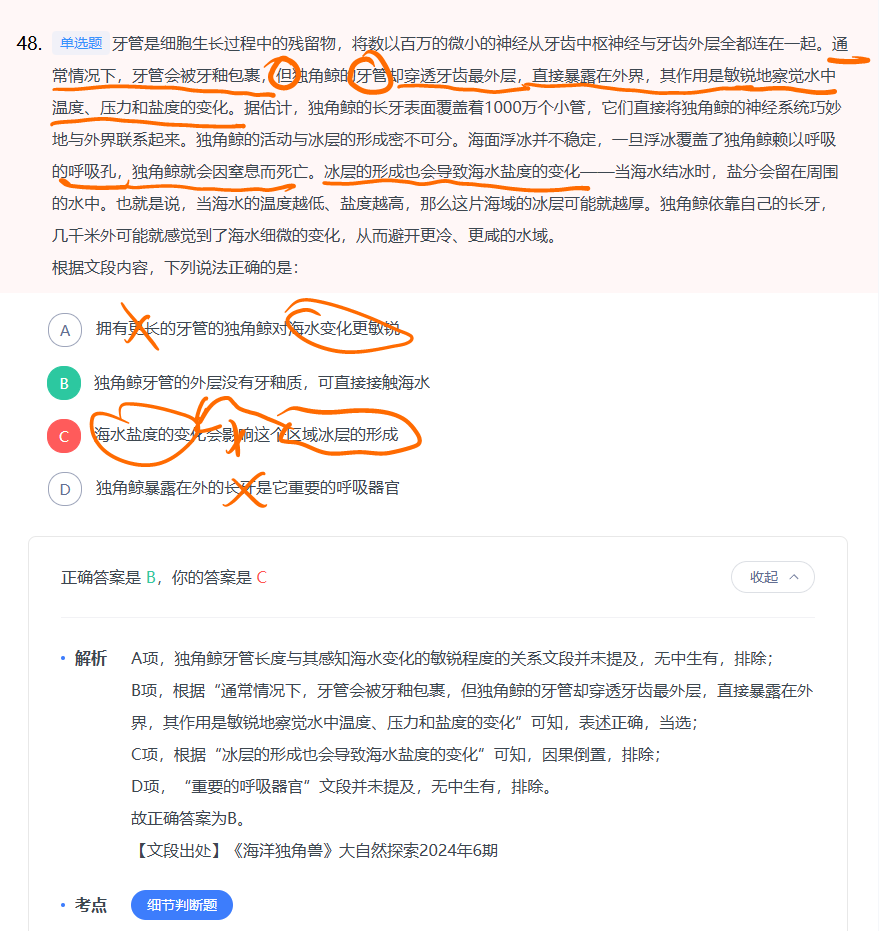 48. 单选题 牙管是细胞生长过程中的残留物，将数以百万的微小的神经从牙齿中枢神经与牙齿外层全都连在一起。通
常情况下，牙管会被牙釉包裹，但独角鲸的牙管却穿透牙齿最外层，直接暴露在外界，其作用是敏锐地察觉水中
温度、压力和盐度的变化。据估计，独角鲸的长牙表面覆盖着1000万个小管，它们直接将独角鲸的神经系统巧妙
地与外界联系起来。独角鲸的活动与冰层的形成密不可分。海面浮冰并不稳定，一旦浮冰覆盖了独角鲸赖以呼吸
的呼吸孔，独角鲸就会因窒息而死亡。冰层的形成也会导致海水盐度的变化——当海水结冰时，盐分会留在周围
的水中。也就是说，当海水的温度越低、盐度越高，那么这片海域的冰层可能就越厚。独角鲸依靠自己的长牙，
几千米外可能就感觉到了海水细微的变化，从而避开更冷、更咸的水域。
根据文段内容，下列说法正确的是：
A 拥有更长的牙管的独角鲸对海水变化更敏锐
B 独角鲸牙管的外层没有牙釉质，可直接接触海水
C 海水盐度的变化会影响这个区域冰层的形成
D 独角鲸暴露在外的长牙是它重要的呼吸器官
正确答案是 B，你的答案是 C
收起
解析 A项，独角鲸牙管长度与其感知海水变化的敏锐程度的关系文段并未提及，无中生有，排除；
B项，根据“通常情况下，牙管会被牙釉包裹，但独角鲸的牙管却穿透牙齿最外层，直接暴露在外
界，其作用是敏锐地察觉水中温度、压力和盐度的变化”可知，表述正确，当选；
C项，根据“冰层的形成也会导致海水盐度的变化”可知，因果倒置，排除；
D项，“重要的呼吸器官”文段并未提及，无中生有，排除。
故正确答案为B。
【文段出处】《海洋独角兽》大自然探索2024年6期
考点 细节判断题